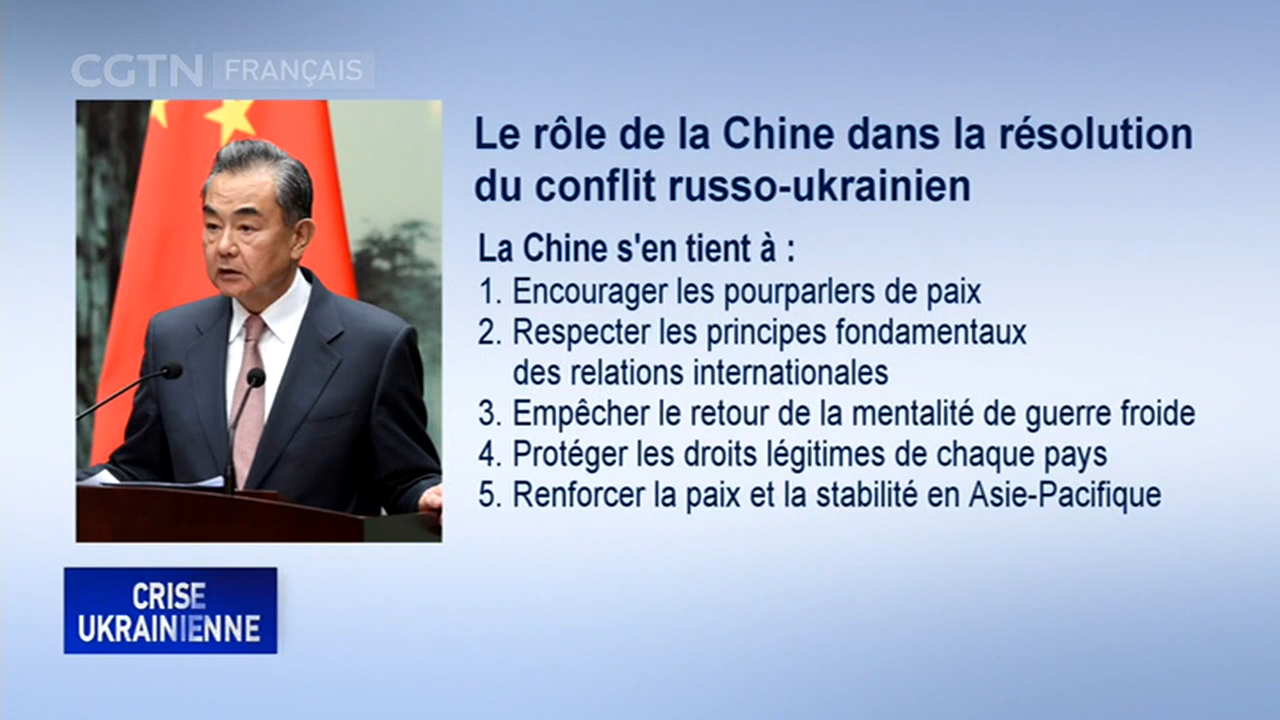 CGTN FRANÇAIS
Le rôle de la Chine dans la résolution
du conflit russo-ukrainien
La Chine s'en tient à :
1. Encourager les pourparlers de paix
2. Respecter les principes fondamentaux
des relations internationales
3. Empêcher le retour de la mentalité de guerre froide
4. Protéger les droits légitimes de chaque pays
5. Renforcer la paix et la stabilité en Asie-Pacifique
CRISE
UKRAINIENNE